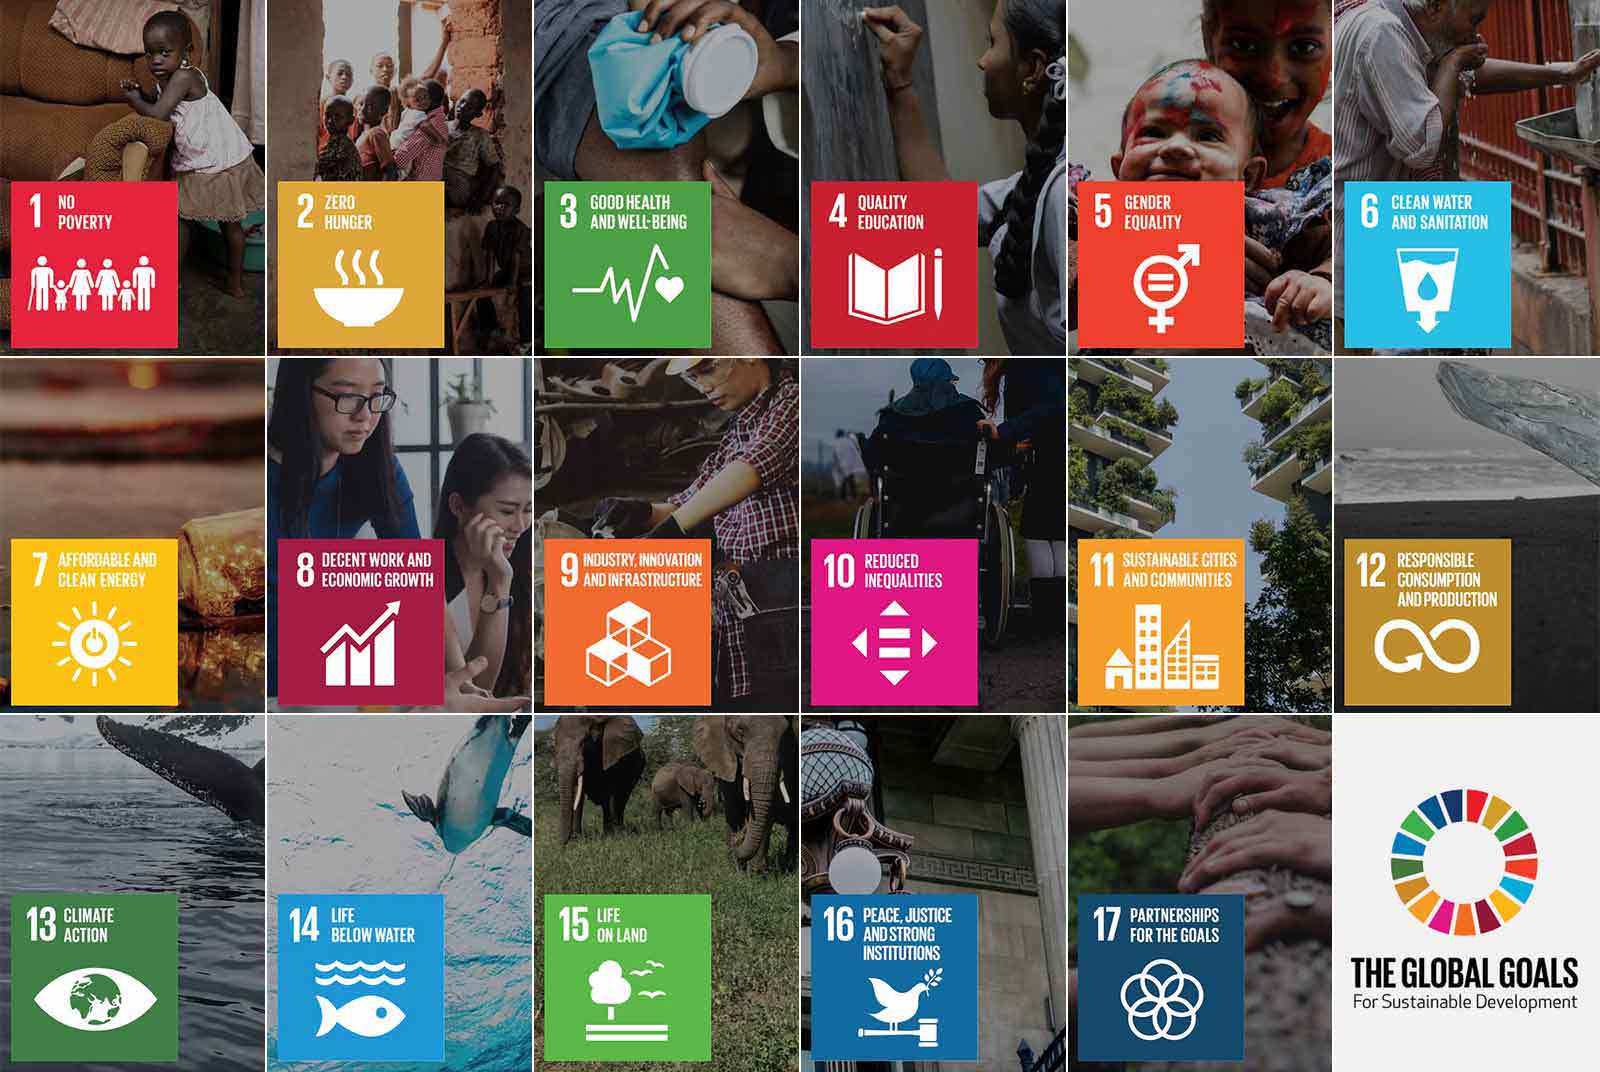 1 NO
POVERTY
2 ZERO
HUNGER
3 GOOD HEALTH
AND WELL-BEING
4 QUALITY
EDUCATION
5 GENDER
EQUALITY
6 CLEAN WATER
AND SANITATION
7 AFFORDABLE AND
CLEAN ENERGY
8 DECENT WORK AND
ECONOMIC GROWTH
9 INDUSTRY, INNOVATION
AND INFRASTRUCTURE
10 REDUCED
INEQUALITIES
11 SUSTAINABLE CITIES
AND COMMUNITIES
12 RESPONSIBLE
CONSUMPTION
AND PRODUCTION
13 CLIMATE
ACTION
14 LIFE
BELOW WATER
15 LIFE
ON LAND
16 PEACE, JUSTICE
AND STRONG
INSTITUTIONS
17 PARTNERSHIPS
FOR THE GOALS
THE GLOBAL GOALS
For Sustainable Development